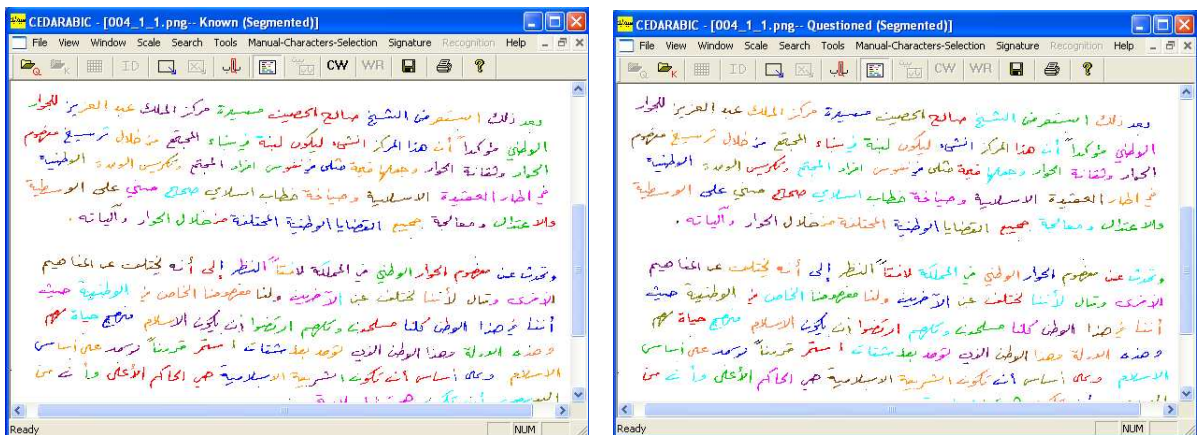 CEDARABIC - [004_1_1.png-- Known (Segmented)]
File View Window Scale Search Tools Manual-Characters-Selection Signature Recognition Help
ID CW WR
وبعد ذلك استعرض الشيخ صالح الحصين مسيرة مركز الملك عبد العزيز للحوار
الوطني مؤكداً أن هذا المركز انشىء ليكون لبنة في بناء المجتمع من خلال ترسيخ مفهوم
الحوار وثقافة الحوار وجعلها قيمة مثلى في نفوس افراد المجتمع وتكريس الوحدة الوطنية
في اطار العقيدة الاسلامية وصياغة خطاب اسلامي صحيح مبني على الوسطية
والاعتدال ومعالجة جميع القضايا الوطنية المختلفة من خلال الحوار وآلياته .
وتحدث عن مفهوم الحوار الوطني في المملكة لافتاً النظر إلى أنه يختلف عن المفاهيم
الاخرى وقال لأننا نختلف عن الآخرين ولنا مفهومنا الخاص في الوطنية حيث
أننا في هذا الوطن كلنا مسلمون وكلهم ارتضوا ان يكون الاسلام منهج حياة لهم
وهذه الدولة وهذا الوطن الذي توحد بعد شتات استمر قروناً توحد على أساس
الاسلام وعلى أساس أن تكون الشريعة الاسلامية هي الحاكم الأعلى
Ready NUM
CEDARABIC - [004_1_1.png-- Questioned (Segmented)]
File View Window Scale Search Tools Manual-Characters-Selection Signature Recognition Help
ID CW WR
وبعد ذلك استعرض الشيخ صالح الحصين مسيرة مركز الملك عبد العزيز للحوار
الوطني مؤكداً أن هذا المركز انشىء ليكون لبنة في بناء المجتمع من خلال ترسيخ مفهوم
الحوار وثقافة الحوار وجعلها قيمة مثلى في نفوس افراد المجتمع وتكريس الوحدة الوطنية
في اطار العقيدة الاسلامية وصياغة خطاب اسلامي صحيح مبني على الوسطية
والاعتدال ومعالجة جميع القضايا الوطنية المختلفة من خلال الحوار وآلياته .
وتحدث عن مفهوم الحوار الوطني في المملكة لافتاً النظر إلى أنه يختلف عن المفاهيم
الاخرى وقال لأننا نختلف عن الآخرين ولنا مفهومنا الخاص في الوطنية حيث
أننا في هذا الوطن كلنا مسلمون وكلهم ارتضوا ان يكون الاسلام منهج حياة لهم
وهذه الدولة وهذا الوطن الذي توحد بعد شتات استمر قروناً توحد على أساس
الاسلام وعلى أساس أن تكون الشريعة الاسلامية هي الحاكم الأعلى
Ready NUM